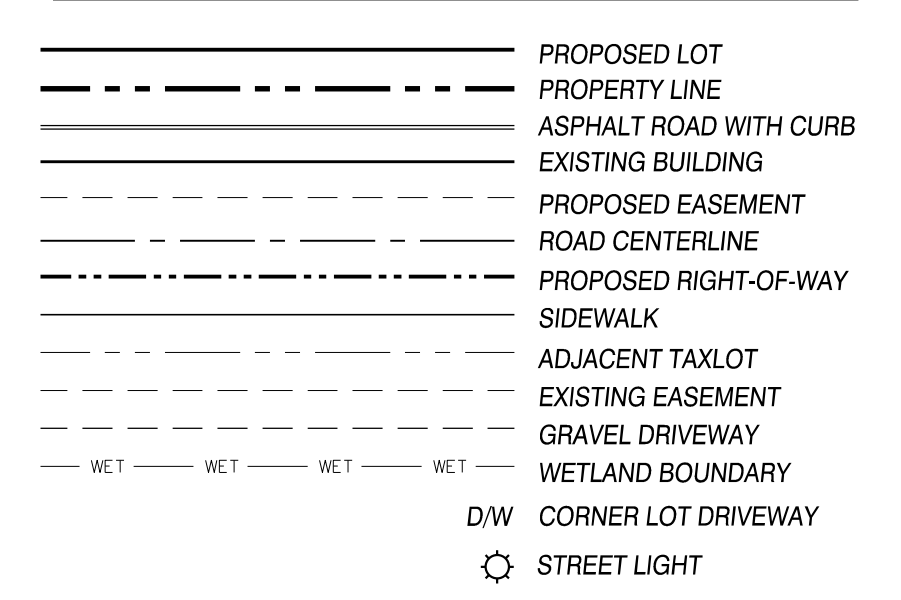 PROPOSED LOT
PROPERTY LINE
ASPHALT ROAD WITH CURB
EXISTING BUILDING
PROPOSED EASEMENT
ROAD CENTERLINE
PROPOSED RIGHT-OF-WAY
SIDEWALK
ADJACENT TAXLOT
EXISTING EASEMENT
GRAVEL DRIVEWAY
WET WET WET WET WETLAND BOUNDARY
D/W CORNER LOT DRIVEWAY
STREET LIGHT